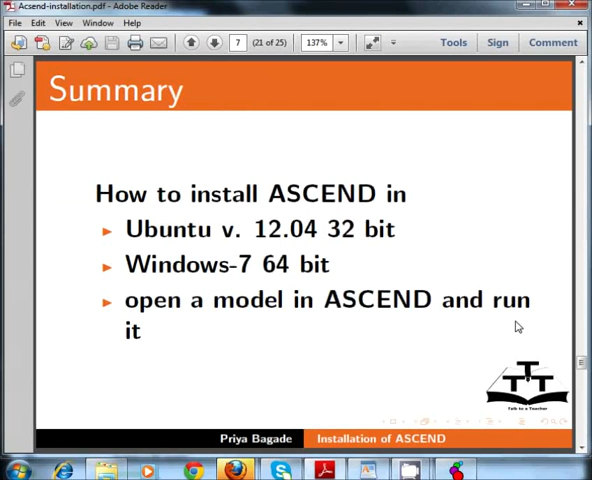 Acsend-installation.pdf - Adobe Reader
File Edit View Window Help
7 (21 of 25) 137% Tools Sign Comment
Summary
How to install ASCEND in
Ubuntu v. 12.04 32 bit
Windows-7 64 bit
open a model in ASCEND and run
it
TTT
Talk to a Teacher
Priya Bagade Installation of ASCEND